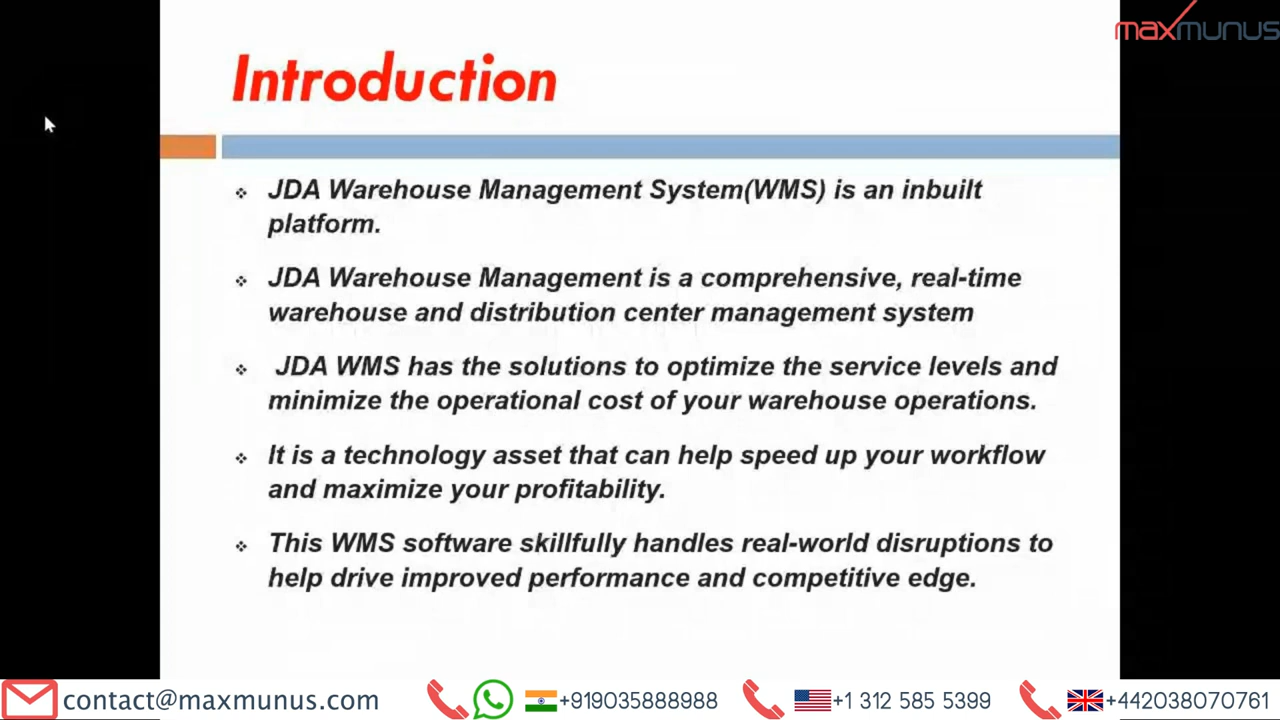 maxmunus
Introduction
JDA Warehouse Management System(WMS) is an inbuilt
platform.
JDA Warehouse Management is a comprehensive, real-time
warehouse and distribution center management system
JDA WMS has the solutions to optimize the service levels and
minimize the operational cost of your warehouse operations.
It is a technology asset that can help speed up your workflow
and maximize your profitability.
This WMS software skillfully handles real-world disruptions to
help drive improved performance and competitive edge.
contact@maxmunus.com +919035888988 +1 312 585 5399 +442038070761